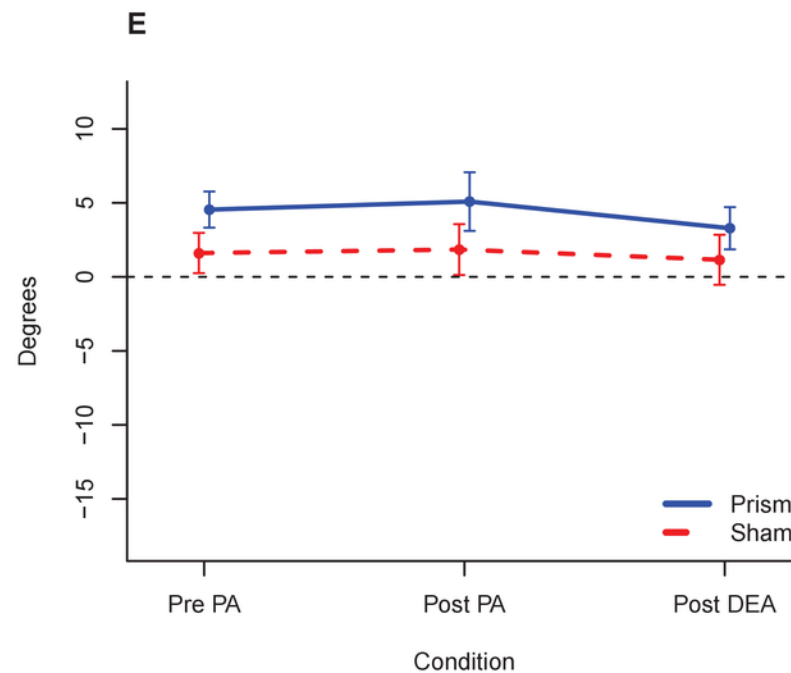 E
10
5
0
−5
−10
−15
Degrees
Prism
Sham
Pre PA
Post PA
Post DEA
Condition